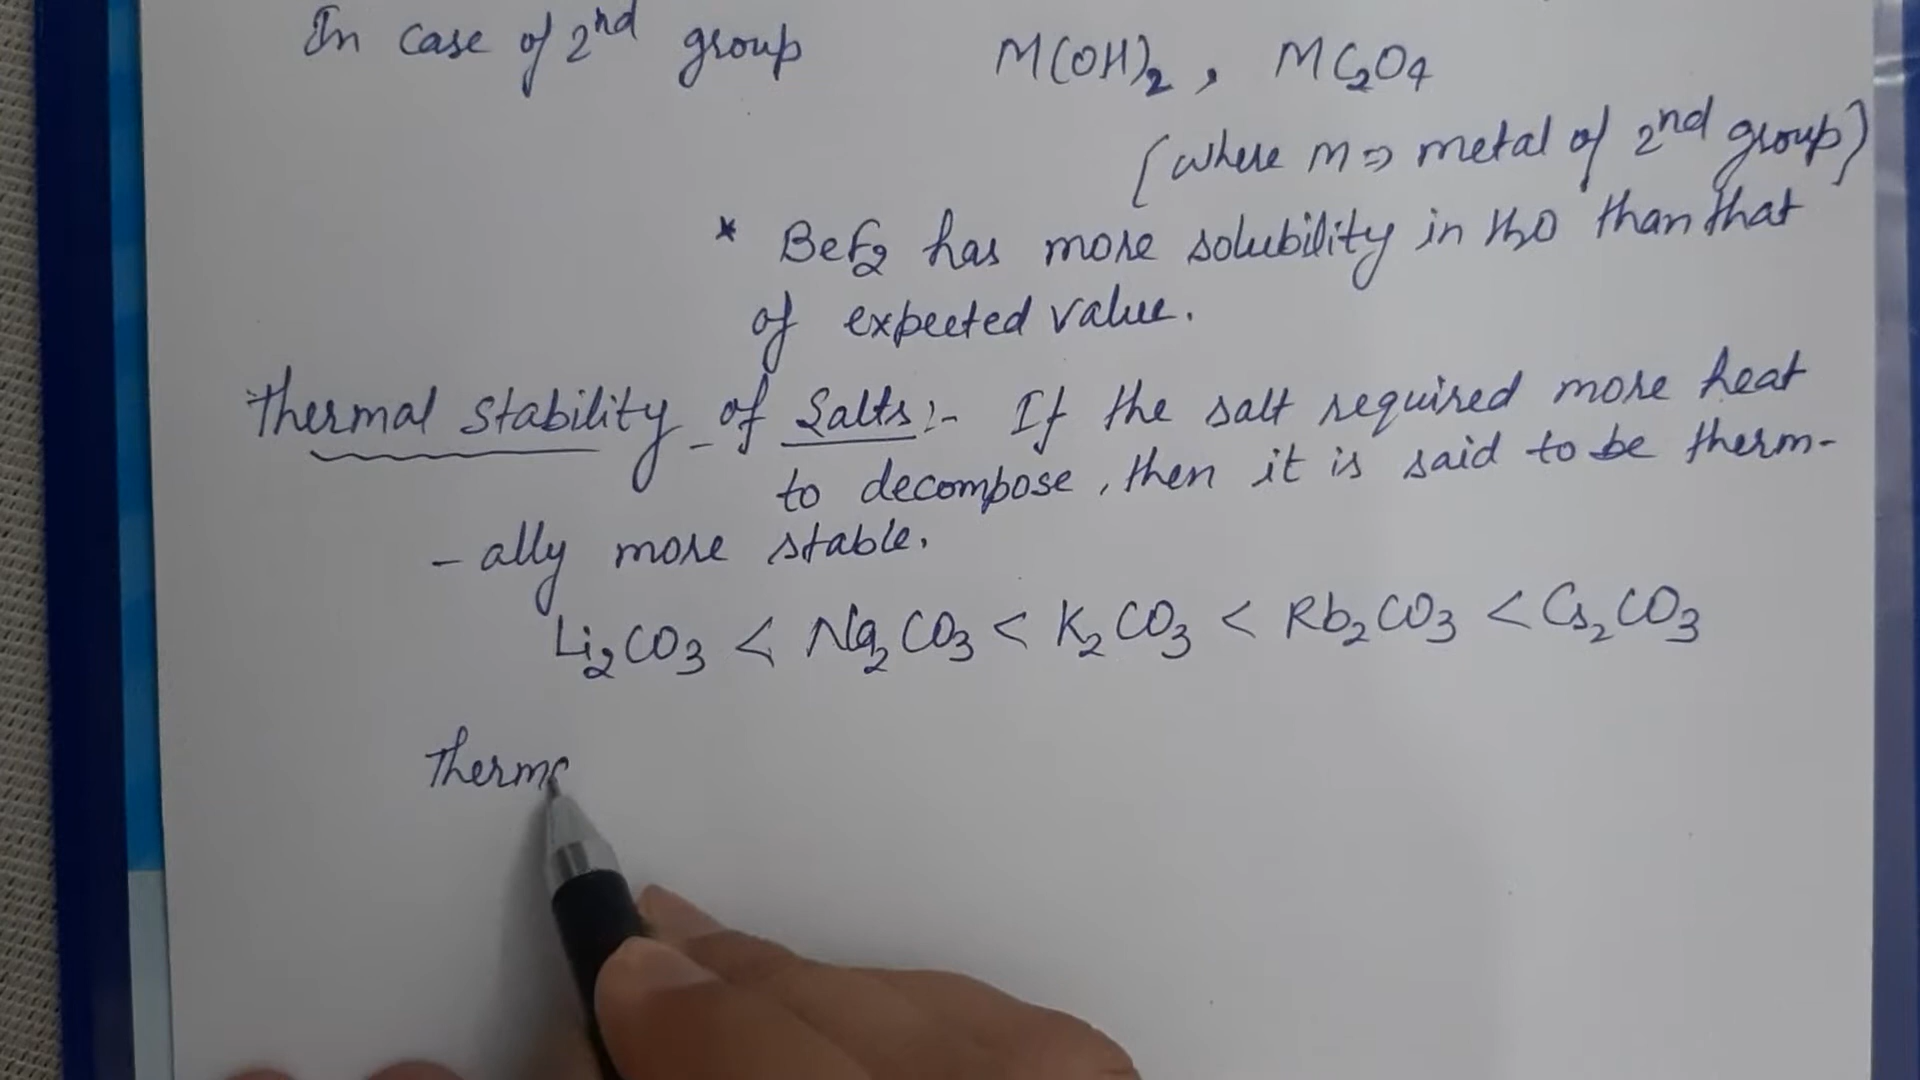 In case of 2nd group M(OH)2, MC2O4
[where M => metal of 2nd group]
* BeF2 has more solubility in H2O than that
of expected value.
Thermal stability of Salts:- If the salt required more heat
to decompose, then it is said to be therm-
- ally more stable.
Li2CO3 < Na2CO3 < K2CO3 < Rb2CO3 < Cs2CO3
Therma